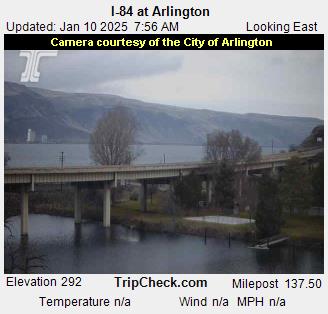 I-84 at Arlington
Updated: Jan 10 2025 7:56 AM Looking East
Camera courtesy of the City of Arlington
Elevation 292 TripCheck.com Milepost 137.50
Temperature n/a Wind n/a MPH n/a